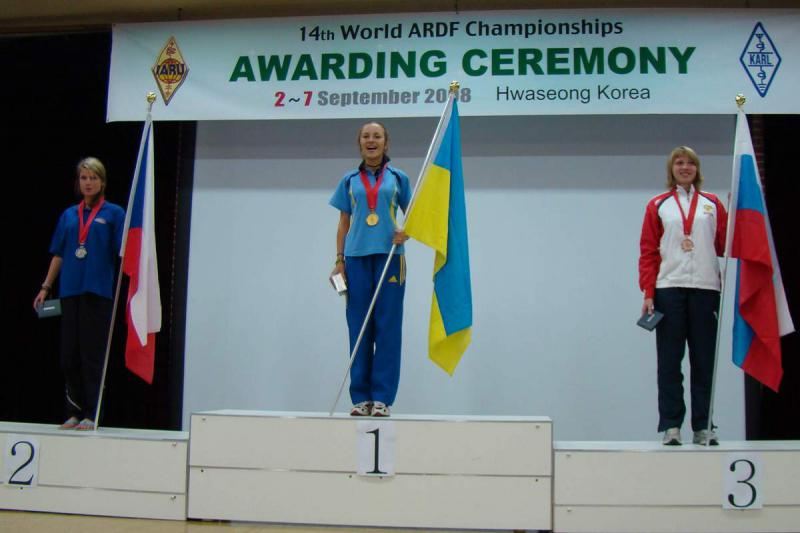 14th World ARDF Championships
IARU
AWARDING CEREMONY
KARL
2~7 September 2008 Hwaseong Korea
2
1
3